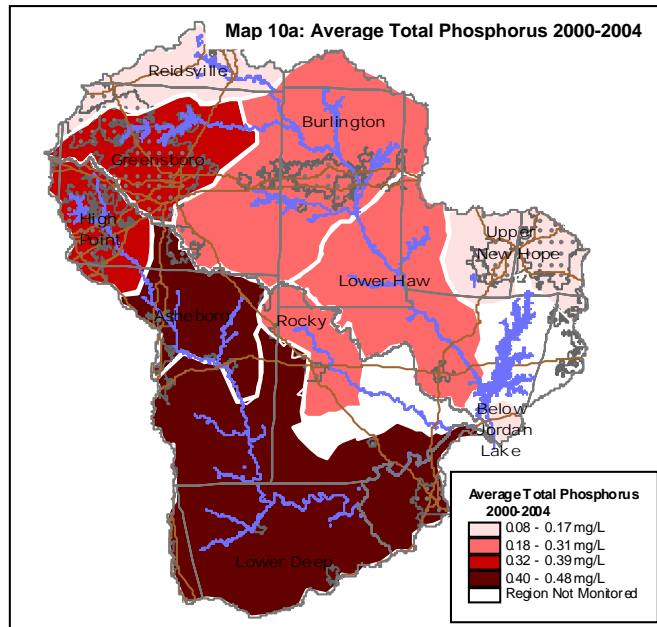 Map 10a: Average Total Phosphorus 2000-2004
Reidsville
Burlington
Greensboro
High
Point
Upper
New Hope
Lower Haw
Asheboro
Rocky
Below
Jordan
Lake
Lower Deep
Average Total Phosphorus
2000-2004
0.08 - 0.17 mg/L
0.18 - 0.31 mg/L
0.32 - 0.39 mg/L
0.40 - 0.48 mg/L
Region Not Monitored